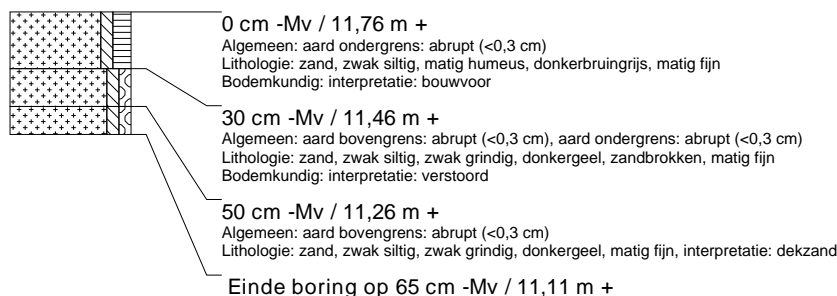 0 cm -Mv / 11,76 m +
Algemeen: aard ondergrens: abrupt (<0,3 cm)
Lithologie: zand, zwak siltig, matig humeus, donkerbruingrijs, matig fijn
Bodemkundig: interpretatie: bouwvoor
30 cm -Mv / 11,46 m +
Algemeen: aard bovengrens: abrupt (<0,3 cm), aard ondergrens: abrupt (<0,3 cm)
Lithologie: zand, zwak siltig, zwak grindig, donkergeel, zandbrokken, matig fijn
Bodemkundig: interpretatie: verstoord
50 cm -Mv / 11,26 m +
Algemeen: aard bovengrens: abrupt (<0,3 cm)
Lithologie: zand, zwak siltig, zwak grindig, donkergeel, matig fijn, interpretatie: dekzand
Einde boring op 65 cm -Mv / 11,11 m +